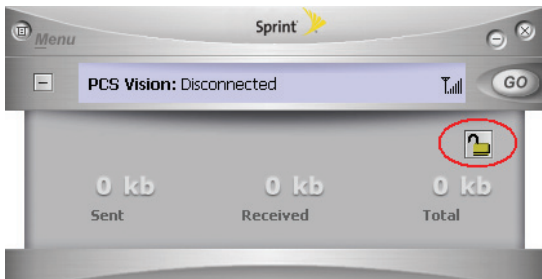 Sprint
Menu
PCS Vision: Disconnected
GO
0 kb 0 kb 0 kb
Sent Received Total